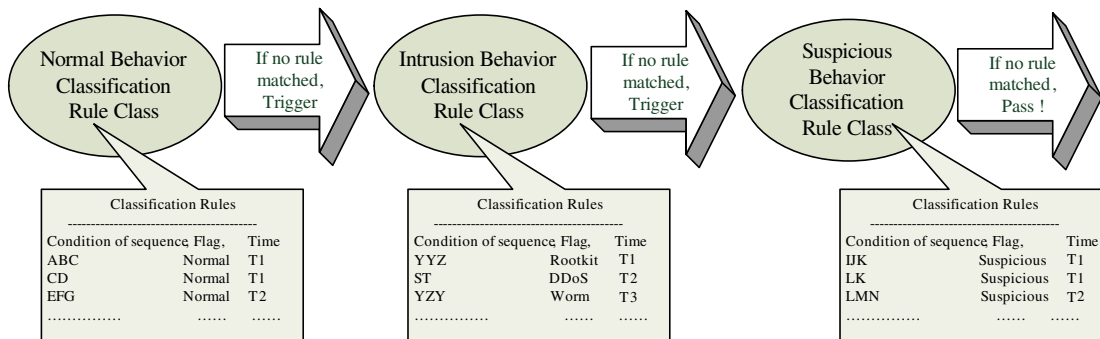 Normal Behavior
Classification
Rule Class
If no rule
matched,
Trigger
Intrusion Behavior
Classification
Rule Class
If no rule
matched,
Trigger
Suspicious
Behavior
Classification
Rule Class
If no rule
matched,
Pass !
Classification Rules
------------------------------------------
Condition of sequence, Flag, Time
ABC Normal T1
CD Normal T1
EFG Normal T2
…………… …… ……
Classification Rules
------------------------------------------
Condition of sequence, Flag, Time
YYZ Rootkit T1
ST DDoS T2
YZY Worm T3
…………… …… ……
Classification Rules
------------------------------------------
Condition of sequence, Flag, Time
IJK Suspicious T1
LK Suspicious T1
LMN Suspicious T2
…………… …… ……